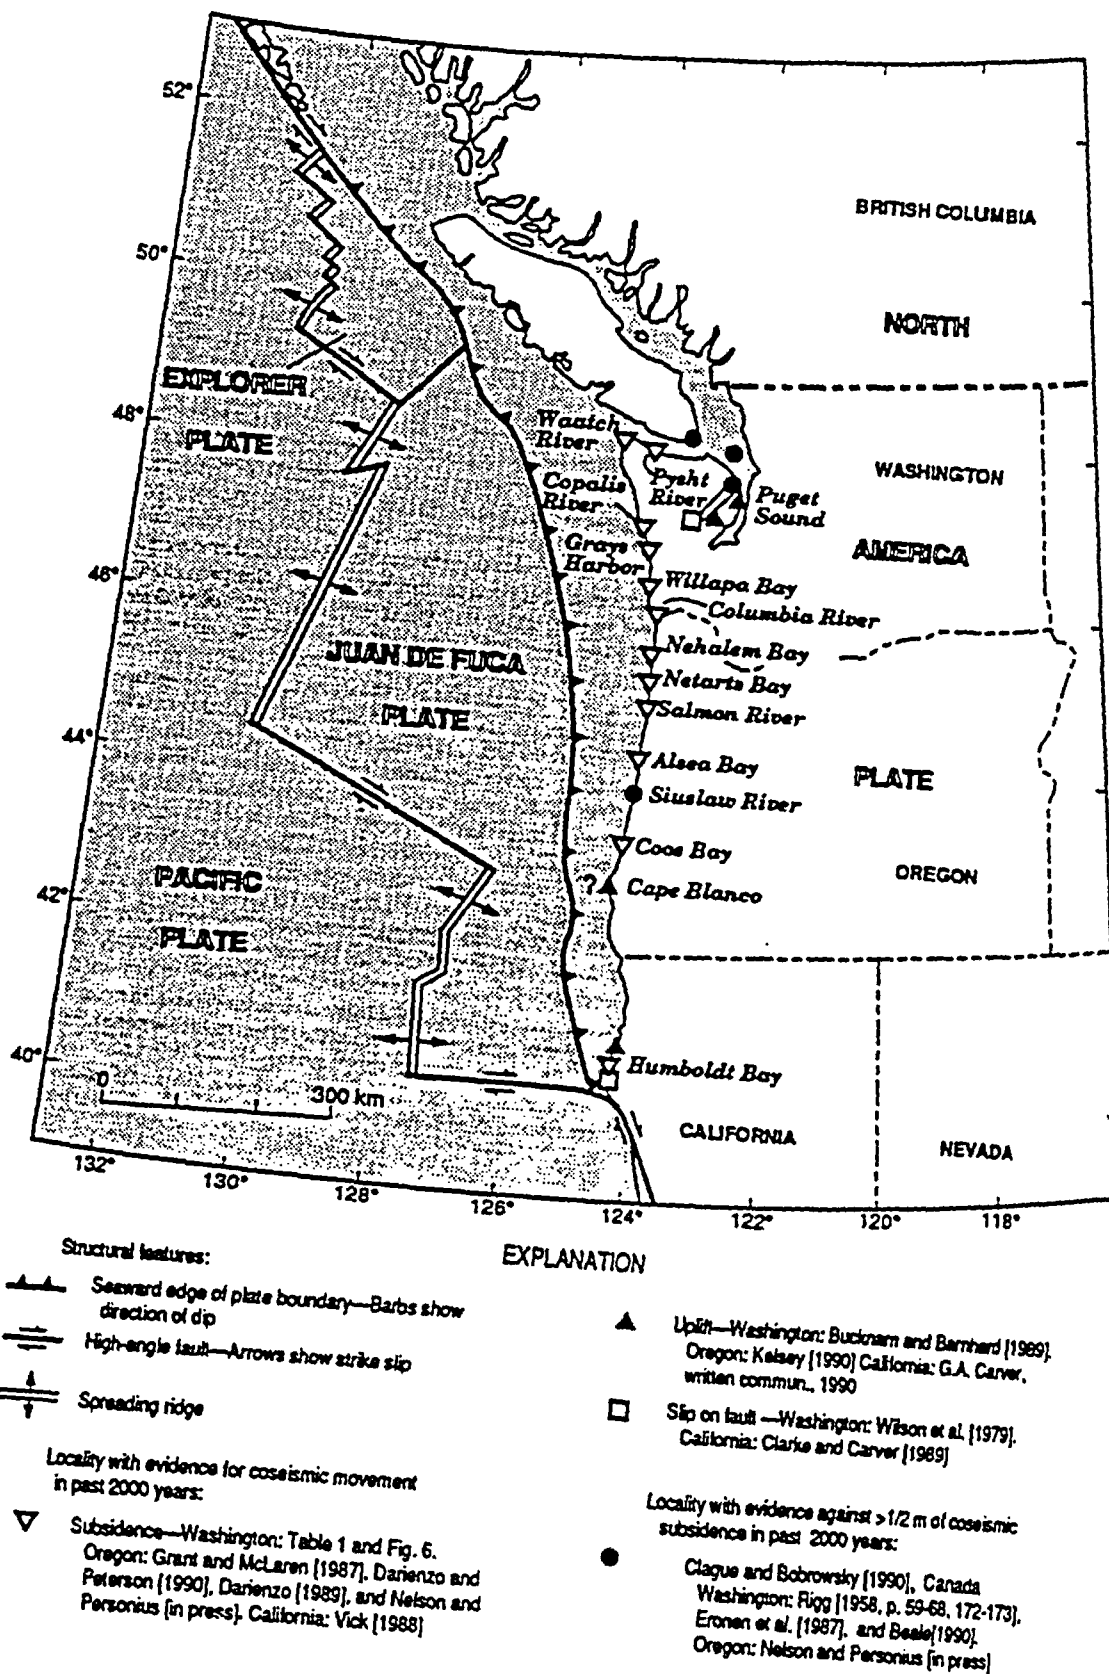 52°
50°
48°
46°
44°
42°
40°
BRITISH COLUMBIA
NORTH
EXPLORER
PLATE
Waatch
River
Pysht
River
Copalis
River
Puget
Sound
WASHINGTON
AMERICA
Grays
Harbor
Willapa Bay
Columbia River
JUAN DE FUCA
PLATE
Nehalem Bay
Netarts Bay
Salmon River
Alsea Bay
PLATE
Siuslaw River
Coos Bay
OREGON
PACIFIC
PLATE
? Cape Blanco
Humboldt Bay
0 300 km
CALIFORNIA
NEVADA
132° 130° 128° 126° 124° 122° 120° 118°
EXPLANATION
Structural features:
Seaward edge of plate boundary—Barbs show
direction of dip
High-angle fault—Arrows show strike slip
Spreading ridge
Locality with evidence for coseismic movement
in past 2000 years:
Subsidence—Washington: Table 1 and Fig. 6.
Oregon: Grant and McLaren [1987], Darienzo and
Peterson [1990], Darienzo [1989], and Nelson and
Personius [in press]. California: Vick [1988]
Uplift—Washington: Bucknam and Barnhard [1989].
Oregon: Kelsey [1990] California: G.A. Carver,
written commun., 1990
Slip on fault —Washington: Wilson et al. [1979].
California: Clarke and Carver [1989]
Locality with evidence against >1/2 m of coseismic
subsidence in past 2000 years:
Clague and Bobrowsky [1990], Canada
Washington: Rigg [1958, p. 59-68, 172-173],
Eronen et al. [1987], and Beale[1990].
Oregon: Nelson and Personius [in press]